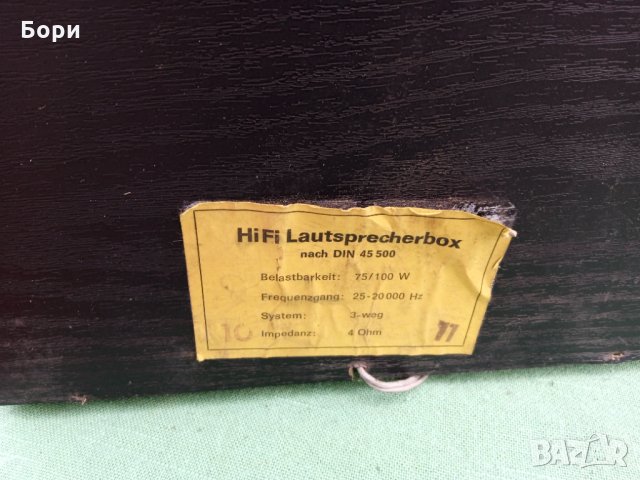 Бори
HiFi Lautsprecherbox
nach DIN 45 500
Belastbarkeit: 75/100 W
Frequenzgang: 25-20 000 Hz
System: 3-weg
Impedanz: 4 Ohm
10
11
BAZAR